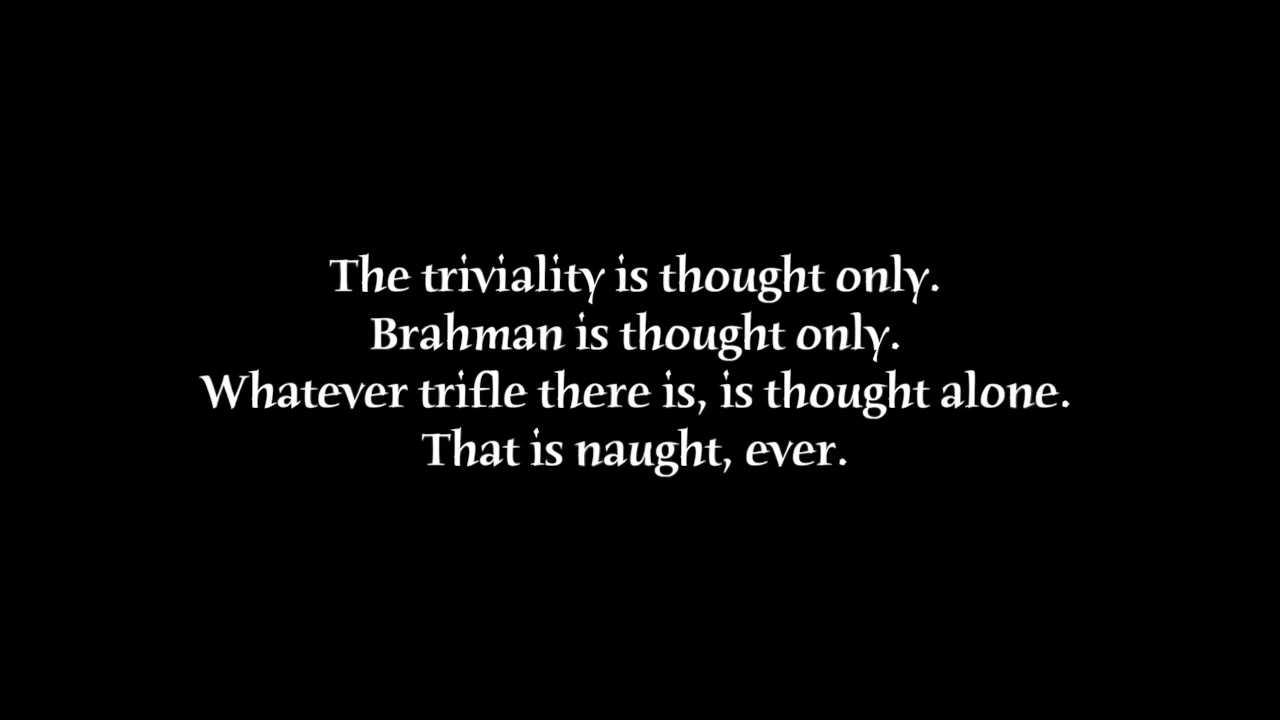 The triviality is thought only.
Brahman is thought only.
Whatever trifle there is, is thought alone.
That is naught, ever.